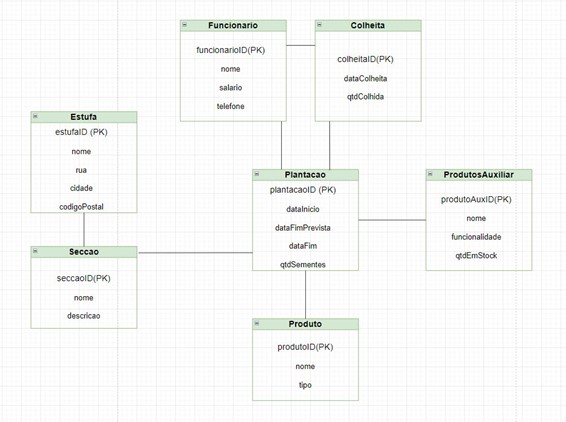 Funcionario
funcionarioID(PK)
nome
salario
telefone
Colheita
colheitaID(PK)
dataColheita
qtdColhida
Estufa
estufaID (PK)
nome
rua
cidade
codigoPostal
Plantacao
plantacaoID (PK)
dataInicio
dataFimPrevista
dataFim
qtdSementes
ProdutosAuxiliar
produtoAuxID(PK)
nome
funcionalidade
qtdEmStock
Seccao
seccaoID(PK)
nome
descricao
Produto
produtoID(PK)
nome
tipo